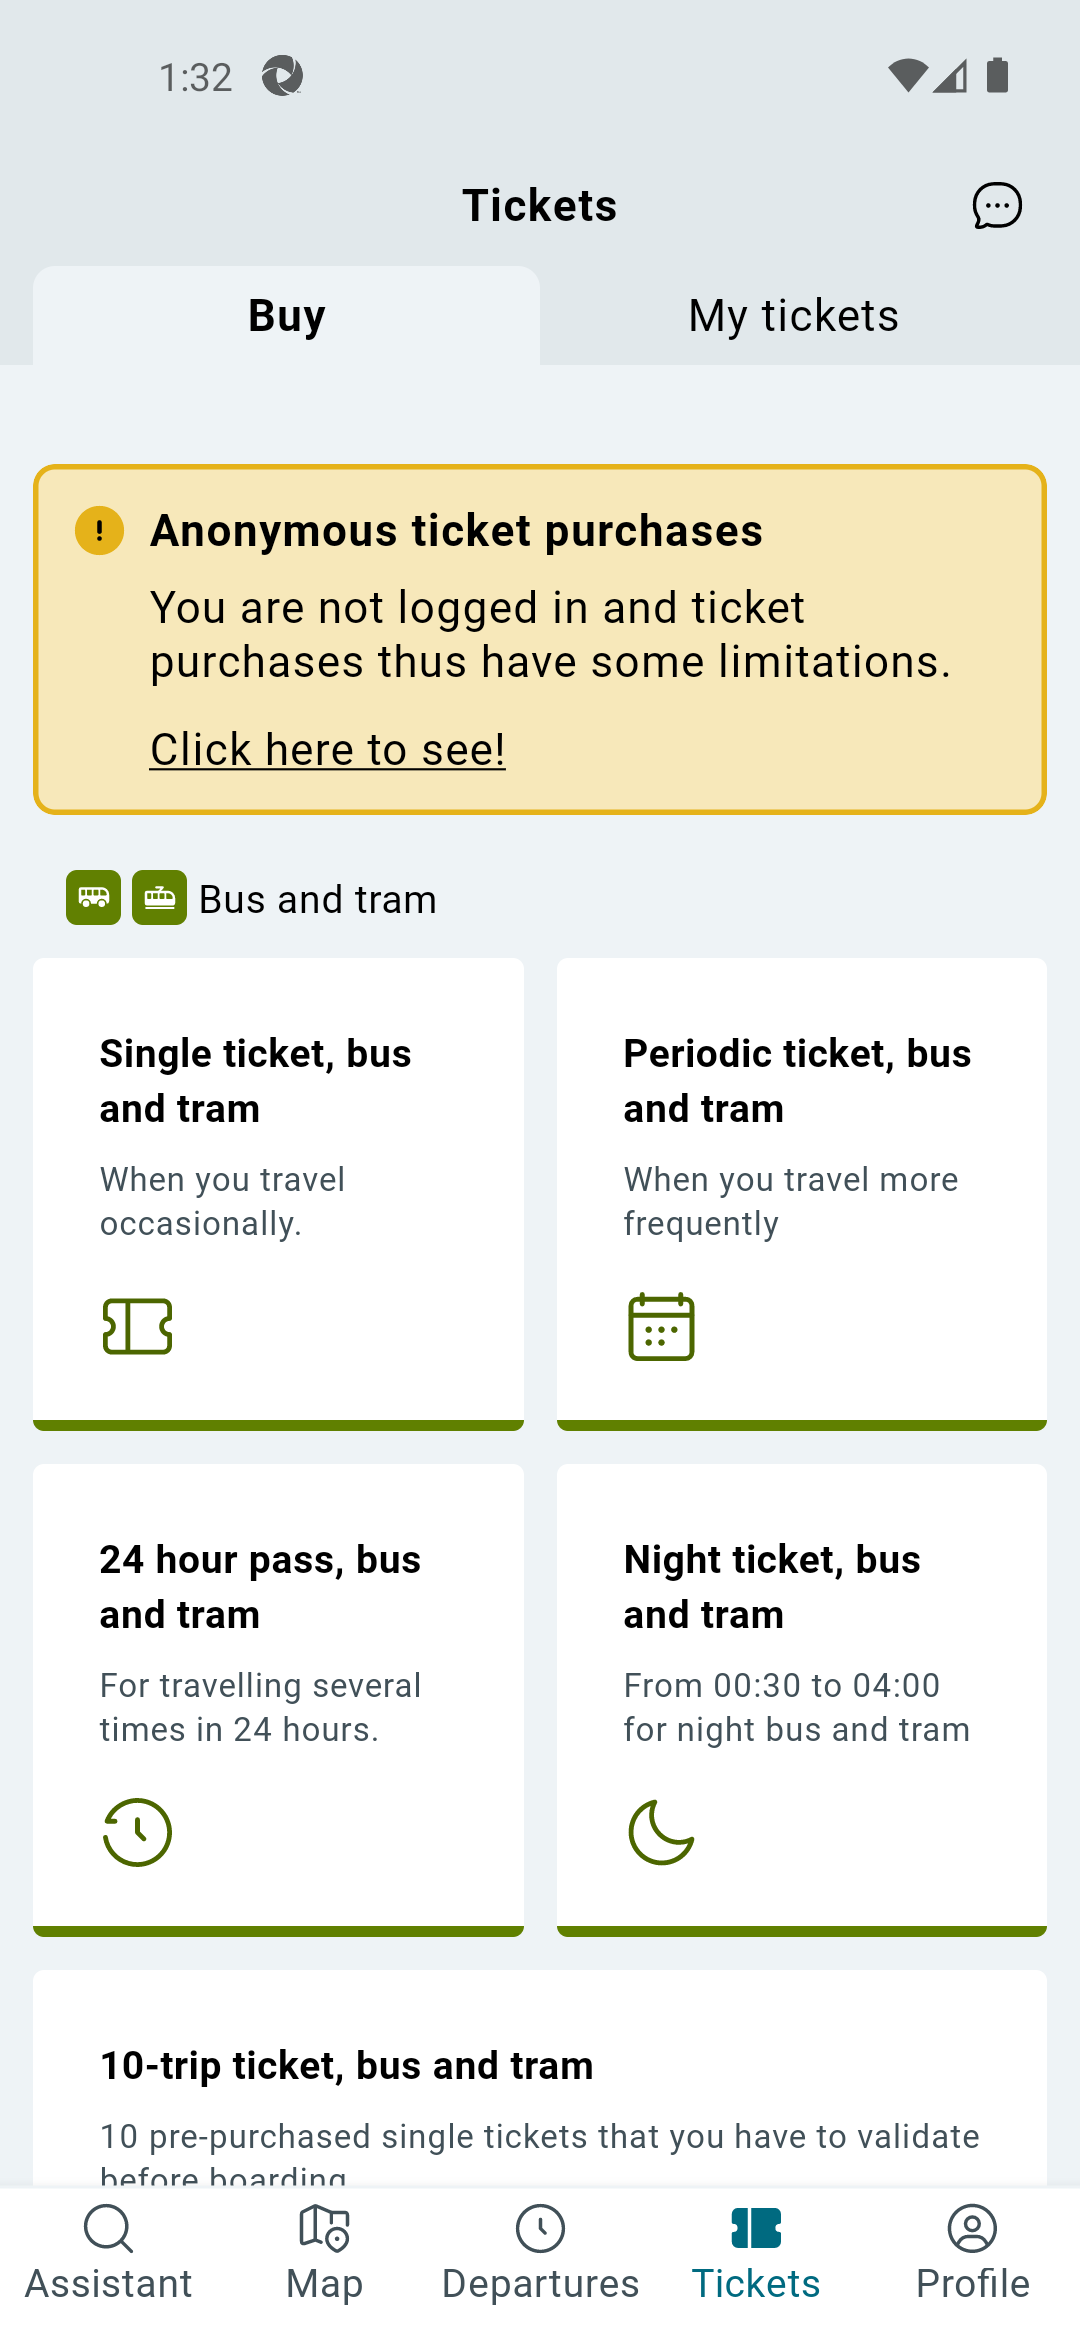 1:32
Tickets
Buy
My tickets
Anonymous ticket purchases
You are not logged in and ticket
purchases thus have some limitations.
Click here to see!
Bus and tram
Single ticket, bus
and tram
When you travel
occasionally.
Periodic ticket, bus
and tram
When you travel more
frequently
24 hour pass, bus
and tram
For travelling several
times in 24 hours.
Night ticket, bus
and tram
From 00:30 to 04:00
for night bus and tram
10-trip ticket, bus and tram
10 pre-purchased single tickets that you have to validate
before boarding
Assistant
Map
Departures
Tickets
Profile